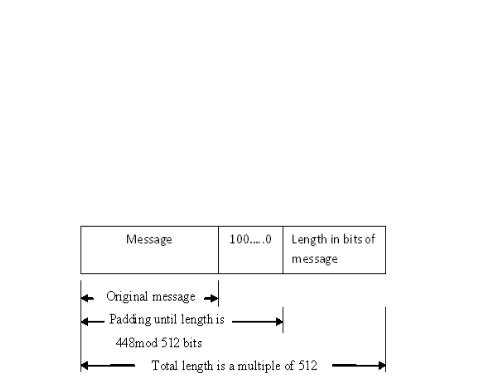 Message 100.....0 Length in bits of
message
Original message
Padding until length is
448mod 512 bits
Total length is a multiple of 512